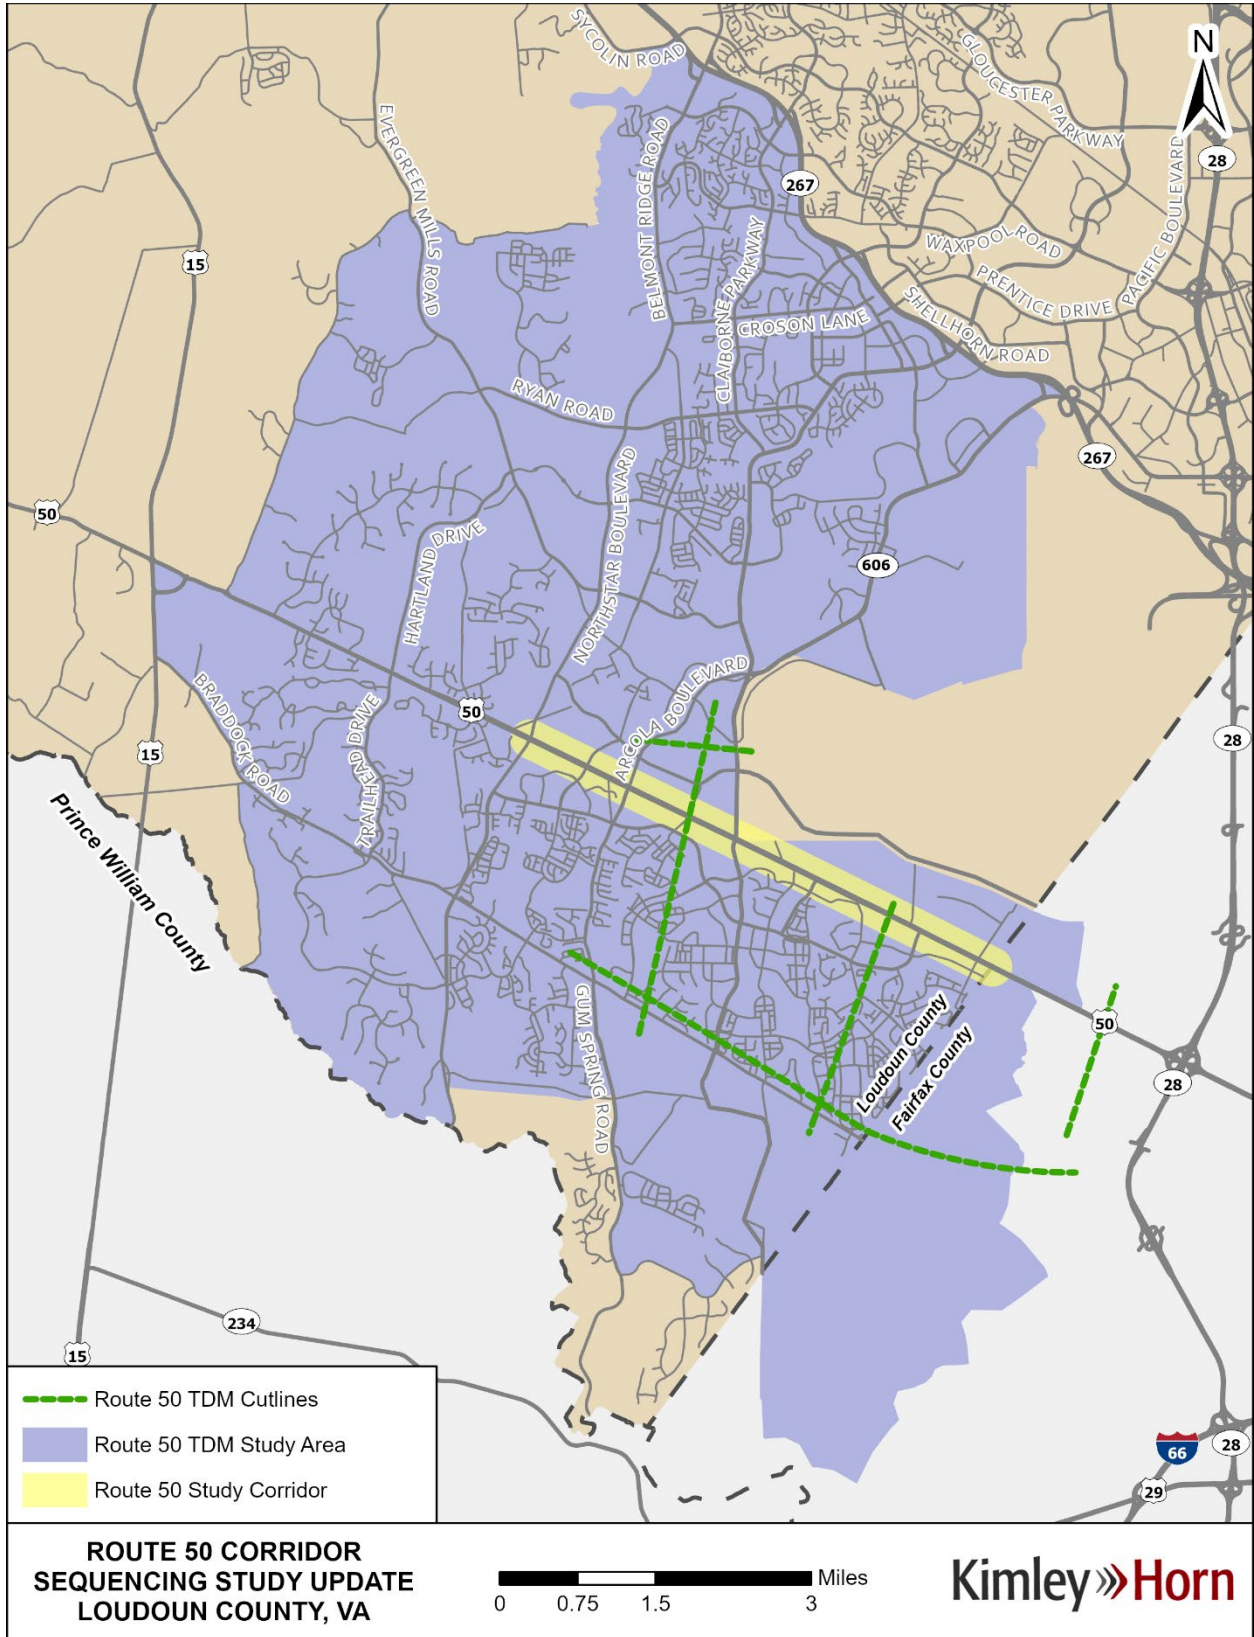 SYCOLIN ROAD
GLOUCESTER PARKWAY
N
EVERGREEN MILLS ROAD
28
BELMONT RIDGE ROAD
267
PACIFIC BOULEVARD
WAXPOOL ROAD
15
CLAIBORNE PARKWAY
PRENTICE DRIVE
SHELLHORN ROAD
CROSON LANE
RYAN ROAD
267
50
HARTLAND DRIVE
NORTHSTAR BOULEVARD
606
BRADDOCK ROAD
ARCOLA BOULEVARD
50
TRAILHEAD DRIVE
15
28
Prince William County
GUM SPRING ROAD
Loudoun County
Fairfax County
50
28
234
15
66
28
29
Route 50 TDM Cutlines
Route 50 TDM Study Area
Route 50 Study Corridor
ROUTE 50 CORRIDOR
SEQUENCING STUDY UPDATE
LOUDOUN COUNTY, VA
Miles
0 0.75 1.5 3
Kimley»Horn